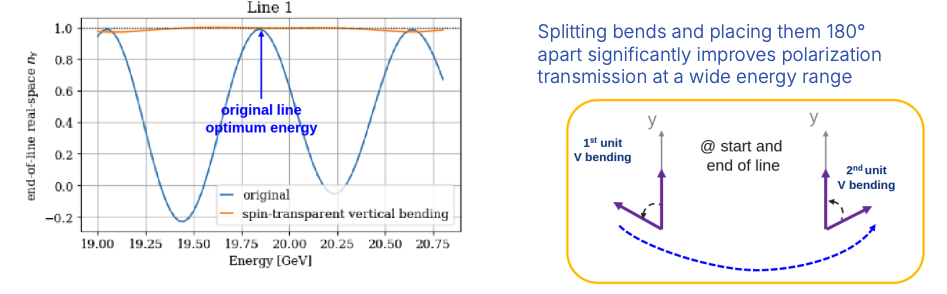 Line 1
1.0
0.8
0.6
0.4
0.2
0.0
−0.2
end-of-line real-space nY
original line
optimum energy
original
spin-transparent vertical bending
19.00 19.25 19.50 19.75 20.00 20.25 20.50 20.75
Energy [GeV]
Splitting bends and placing them 180°
apart significantly improves polarization
transmission at a wide energy range
y
y
1st unit
V bending
@ start and
end of line
2nd unit
V bending